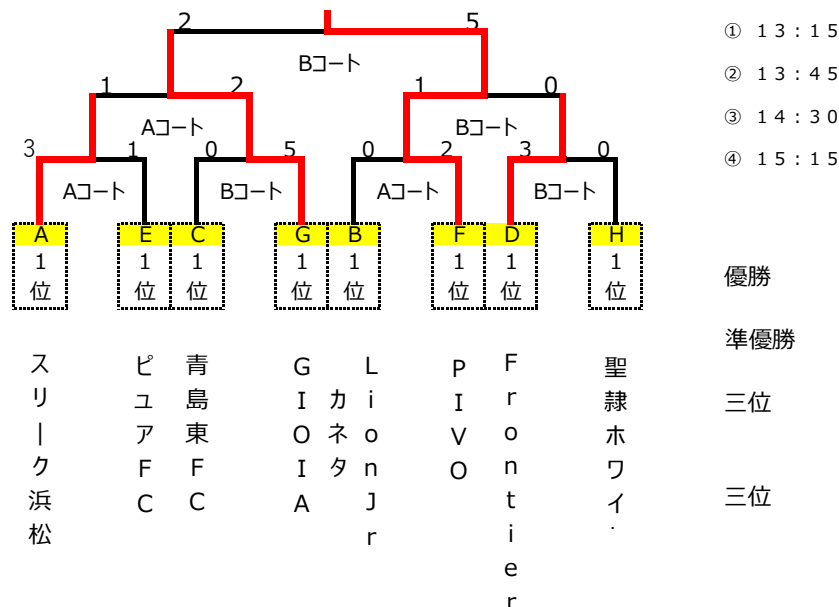 2 5
Bコート
① 13:15
② 13:45
③ 14:30
④ 15:15
1 2 1 0
Aコート Bコート
3 1 0 5 0 2 3 0
Aコート Bコート Aコート Bコート
A E C G B F D H
1 1 1 1 1 1 1 1
位 位 位 位 位 位 位 位
優勝
準優勝
三位
三位
スリーク浜松
ピュアFC
青島東FC
GIOIA
カネタ
LionJr
PIVO
Frontier
聖隷ホワイ